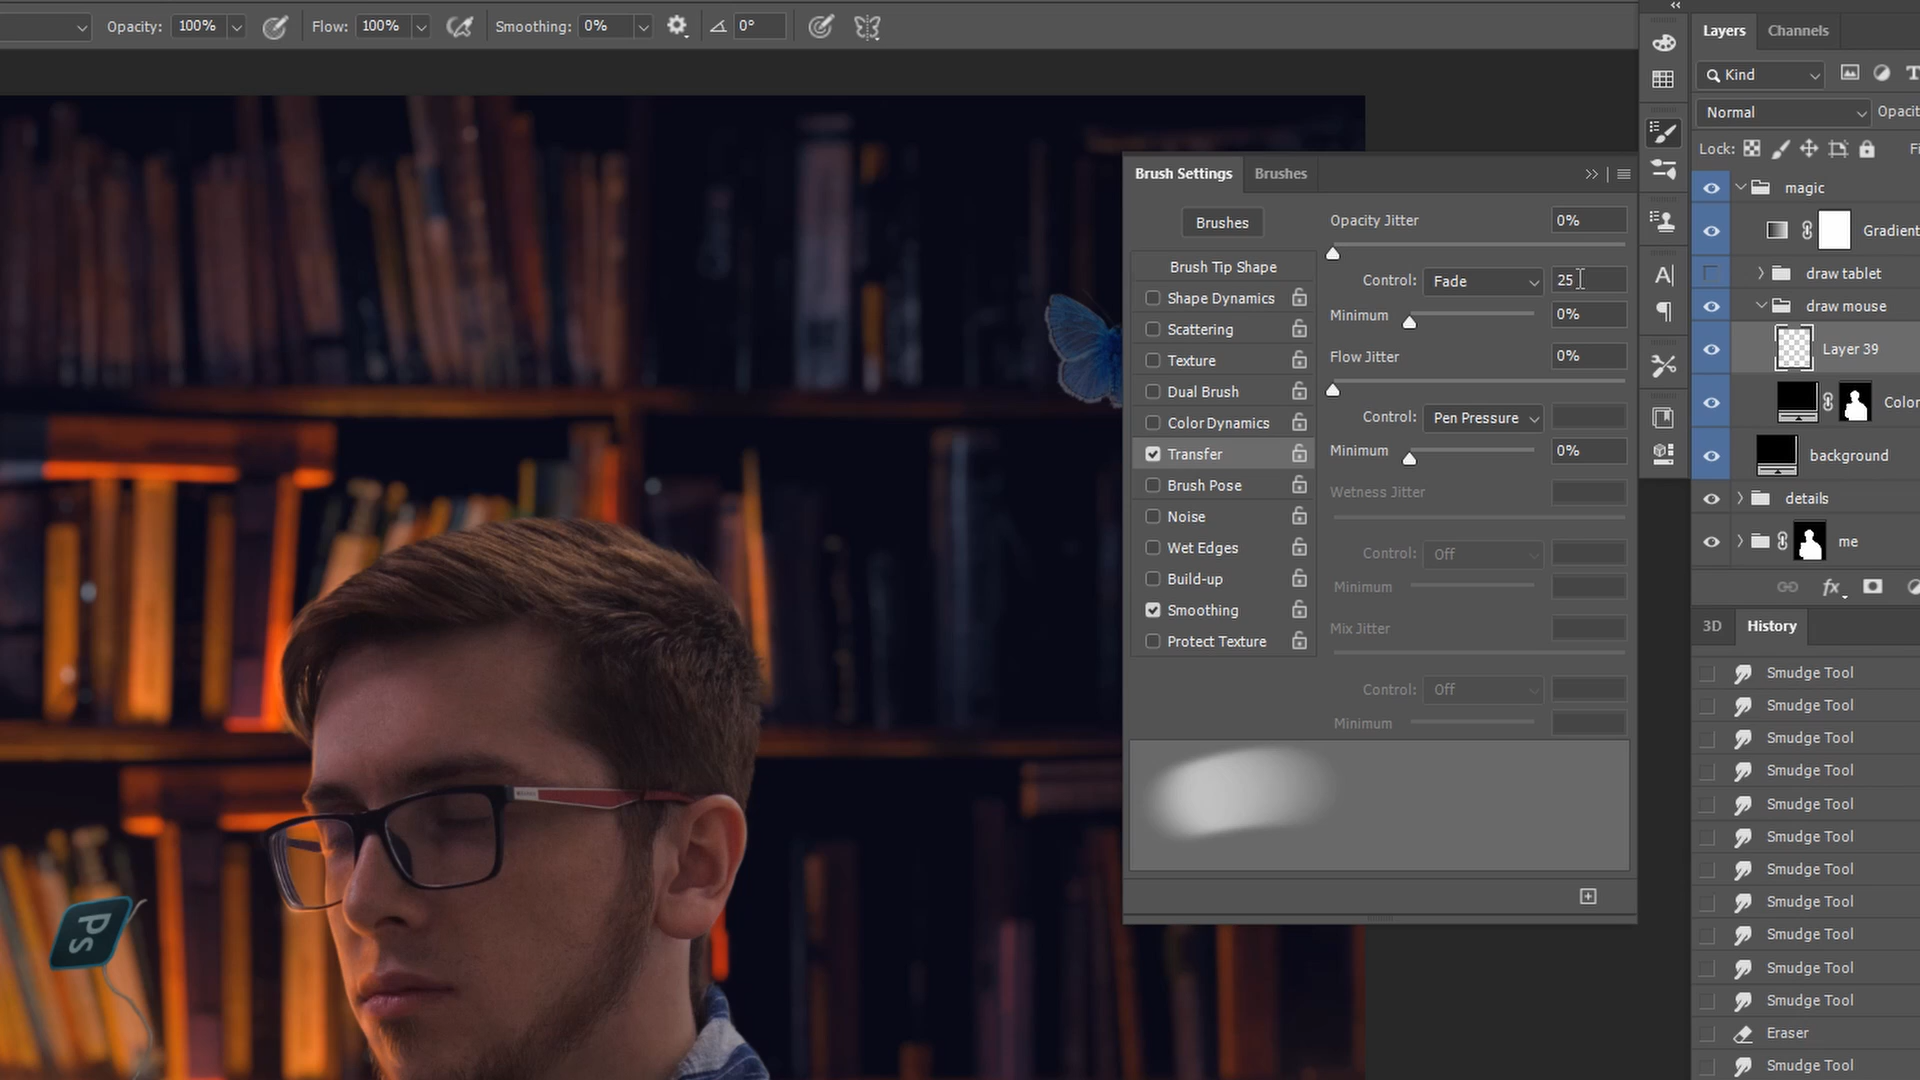 Opacity: 100% Flow: 100% Smoothing: 0% 0°
Layers Channels
Kind
Normal
Lock:
magic
draw tablet
draw mouse
Layer 39
background
details
me
3D History
Smudge Tool
Smudge Tool
Smudge Tool
Smudge Tool
Smudge Tool
Smudge Tool
Smudge Tool
Smudge Tool
Smudge Tool
Smudge Tool
Smudge Tool
Eraser
Smudge Tool
Brush Settings Brushes
Brushes
Brush Tip Shape
Shape Dynamics
Scattering
Texture
Dual Brush
Color Dynamics
Transfer
Brush Pose
Noise
Wet Edges
Build-up
Smoothing
Protect Texture
Opacity Jitter 0%
Control: Fade 25
Minimum 0%
Flow Jitter 0%
Control: Pen Pressure
Minimum 0%
Wetness Jitter
Control: Off
Minimum
Mix Jitter
Control: Off
Minimum
Ps